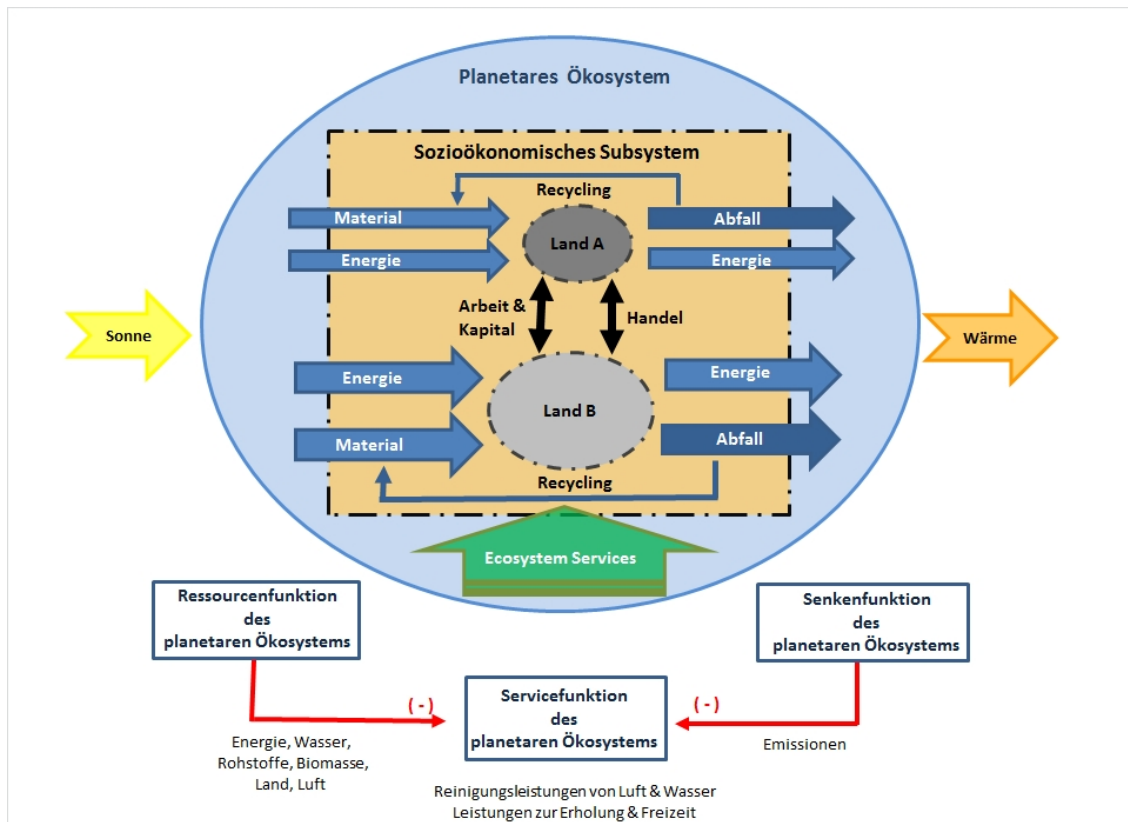 Planetares Ökosystem
Sozioökonomisches Subsystem
Recycling
Material
Abfall
Land A
Energie
Energie
Arbeit &
Kapital
Handel
Sonne
Wärme
Energie
Energie
Land B
Material
Abfall
Recycling
Ecosystem Services
Ressourcenfunktion
des
planetaren Ökosystems
Senkenfunktion
des
planetaren Ökosystems
( - )
Servicefunktion
des
planetaren Ökosystems
( - )
Energie, Wasser,
Rohstoffe, Biomasse,
Land, Luft
Emissionen
Reinigungsleistungen von Luft & Wasser
Leistungen zur Erholung & Freizeit